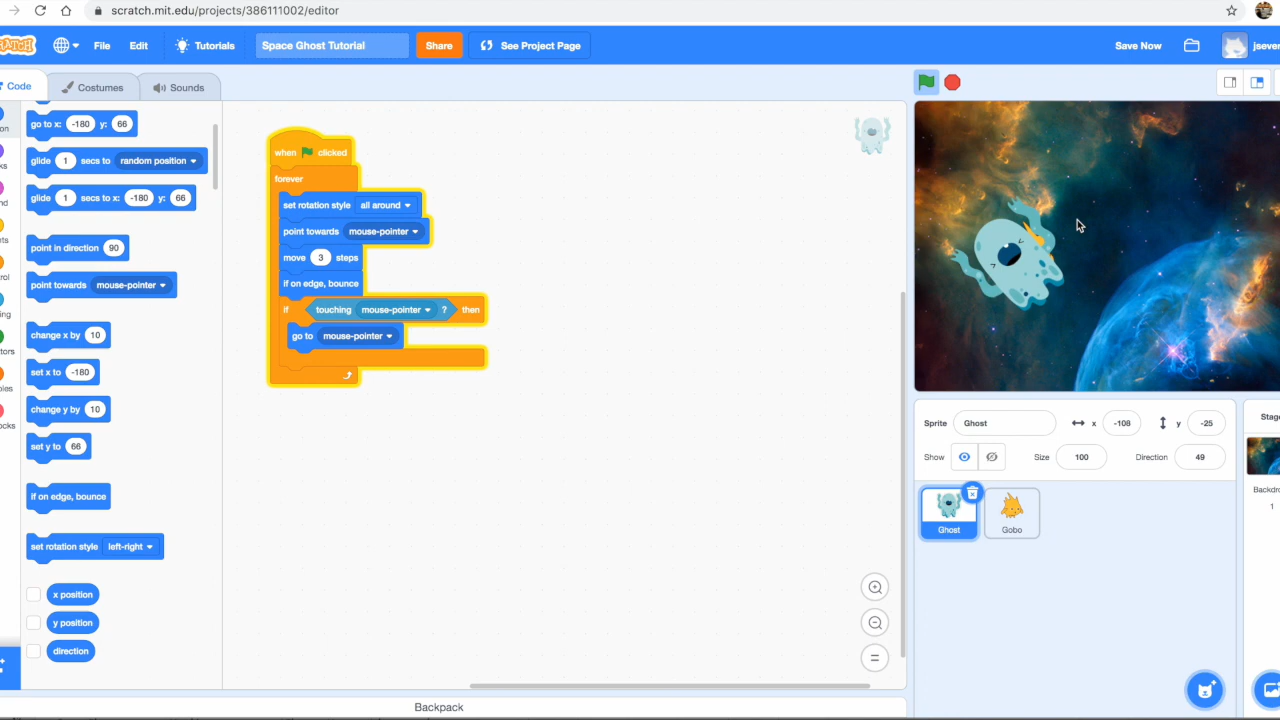 scratch.mit.edu/projects/386111002/editor
File Edit Tutorials Space Ghost Tutorial Share See Project Page Save Now
Code Costumes Sounds
go to x: -180 y: 66
glide 1 secs to random position
glide 1 secs to x: -180 y: 66
point in direction 90
point towards mouse-pointer
change x by 10
set x to -180
change y by 10
set y to 66
if on edge, bounce
set rotation style left-right
x position
y position
direction
when clicked
forever
set rotation style all around
point towards mouse-pointer
move 3 steps
if on edge, bounce
if touching mouse-pointer ? then
go to mouse-pointer
Sprite Ghost x -108 y -25
Show Size 100 Direction 49
Ghost
Gobo
1
Backpack